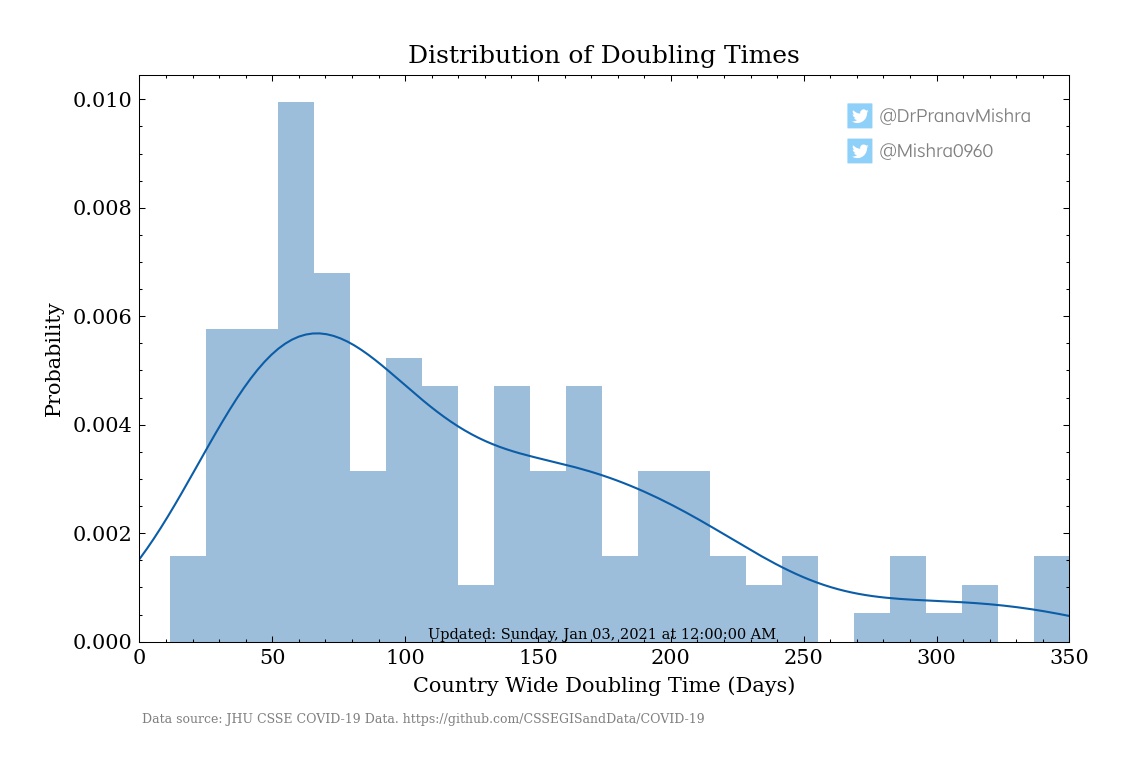 Distribution of Doubling Times
@DrPranavMishra
@Mishra0960
Probability
0.010
0.008
0.006
0.004
0.002
0.000
Updated: Sunday, Jan 03, 2021 at 12:00:00 AM
0 50 100 150 200 250 300 350
Country Wide Doubling Time (Days)
Data source: JHU CSSE COVID-19 Data. https://github.com/CSSEGISandData/COVID-19